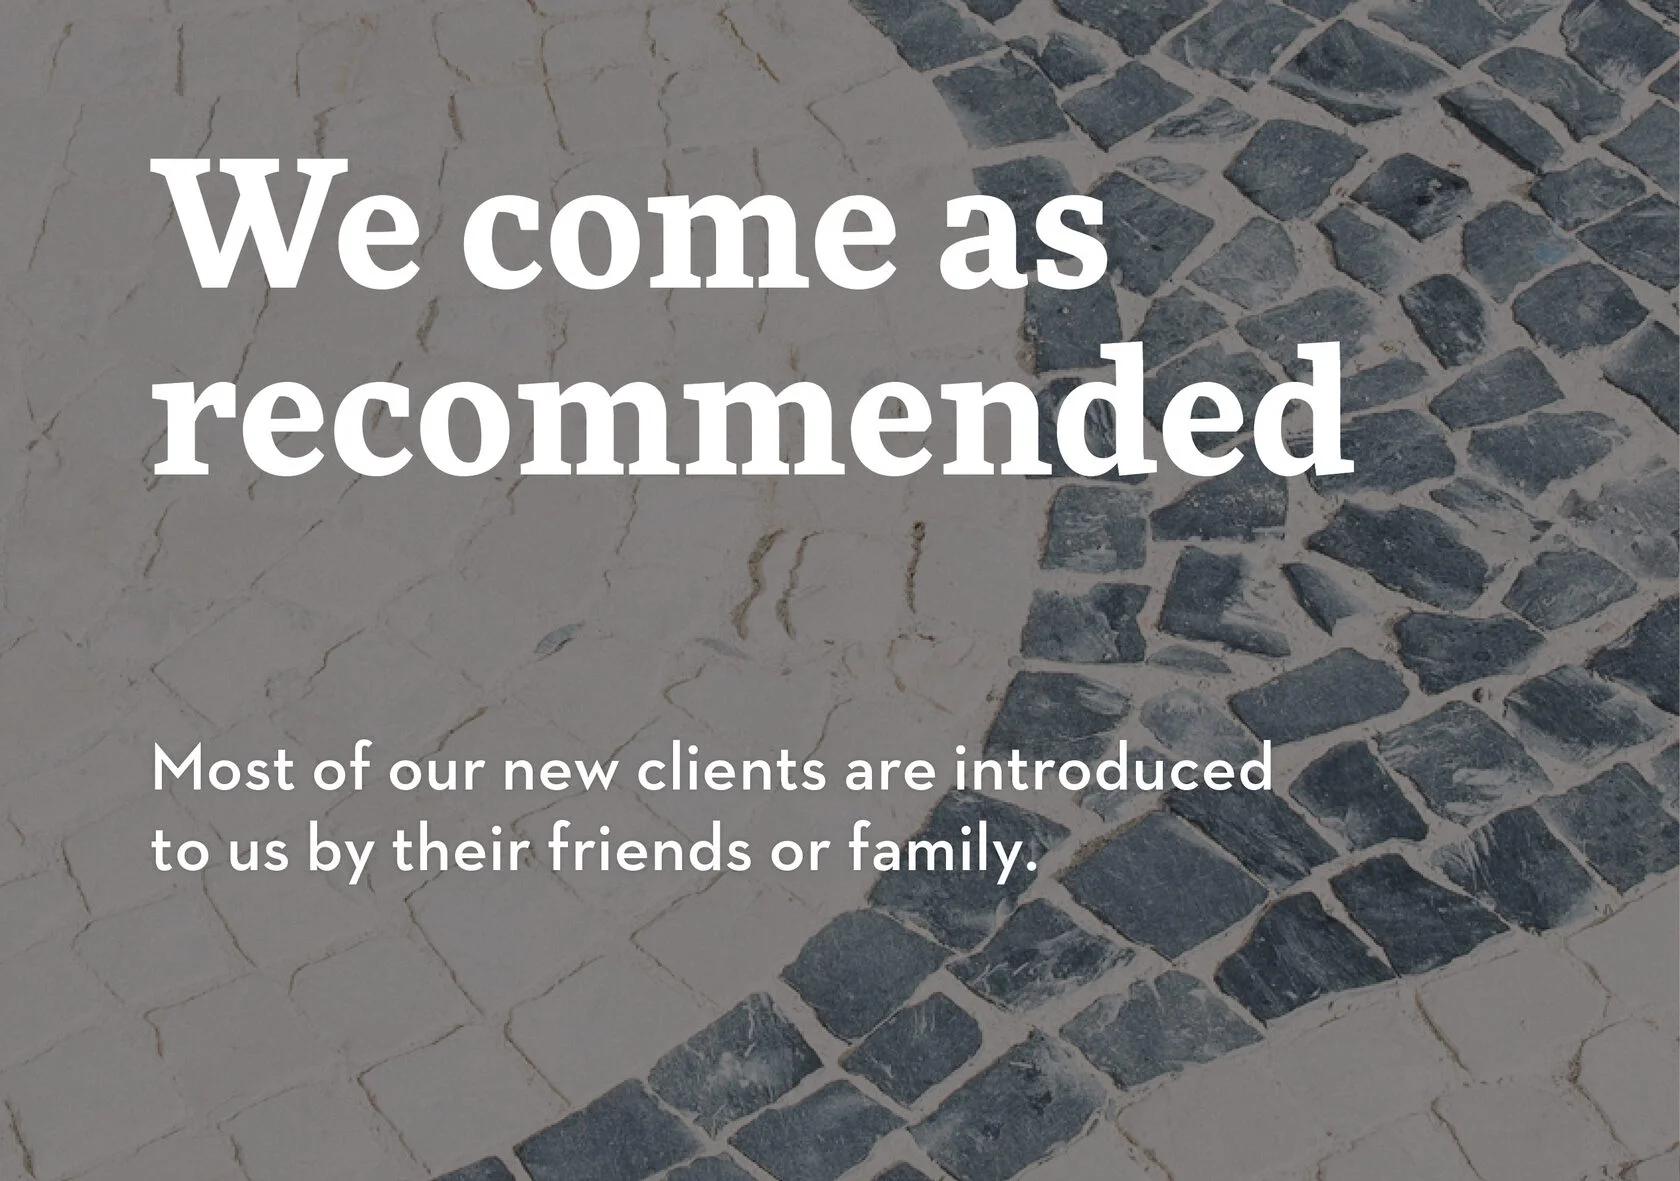 We come as
recommended
Most of our new clients are introduced
to us by their friends or family.